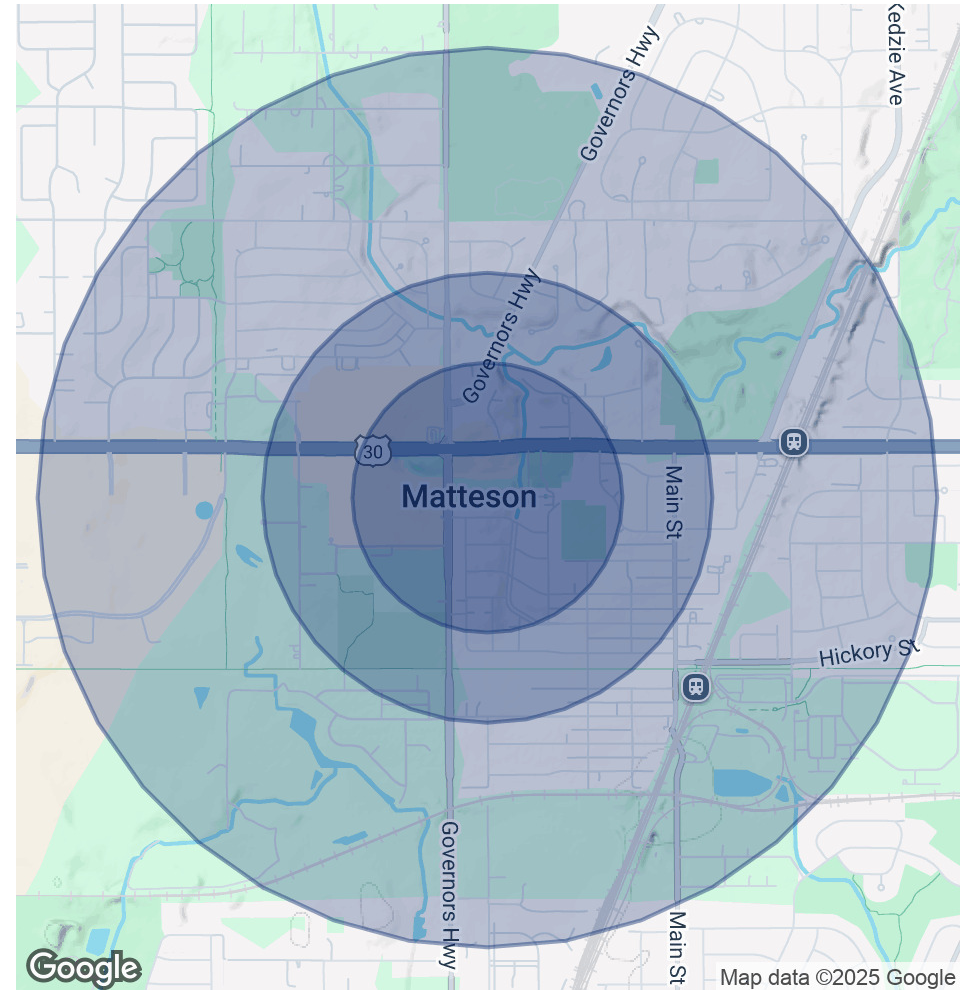 Kedzie Ave
Governors Hwy
Governors Hwy
30
Matteson
Main St
Hickory St
Governors Hwy
Main St
Google
Map data ©2025 Google